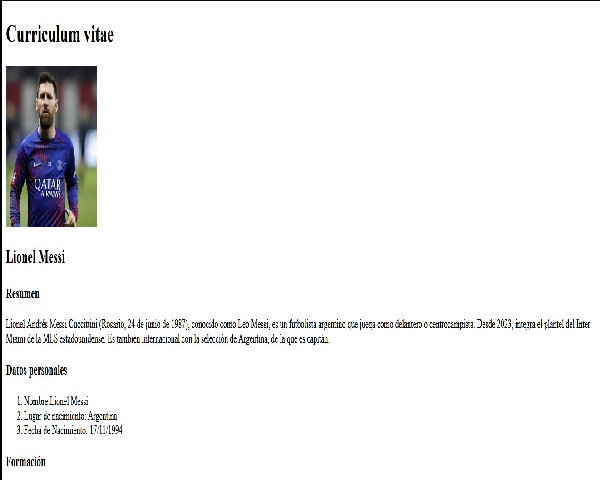 Curriculum vitae
QATAR
AIRWAYS
Lionel Messi
Resumen
Lionel Andrés Messi Cuccittini (Rosario, 24 de junio de 1987), conocido como Leo Messi, es un futbolista argentino que juega como delantero o centrocampista. Desde 2023, integra el plantel del Inter
Miami de la MLS estadounidense. Es también internacional con la selección de Argentina, de la que es capitán.
Datos personales
1. Nombre:Lionel Messi
2. Lugar de nacimiento: Argentina
3. Fecha de Nacimiento: 17/11/1994
Formación